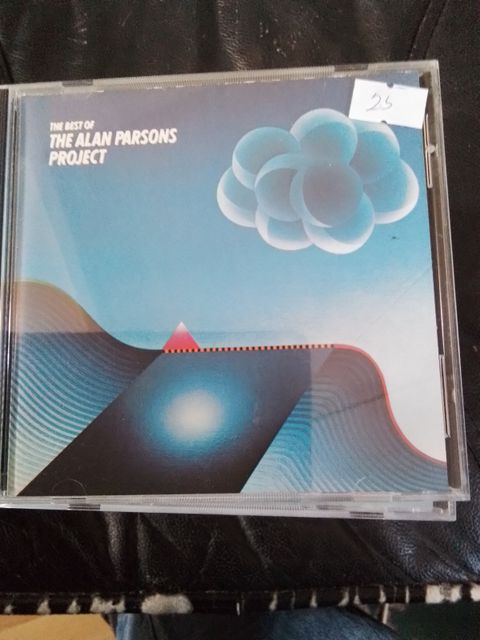 THE BEST OF
THE ALAN PARSONS
PROJECT
25